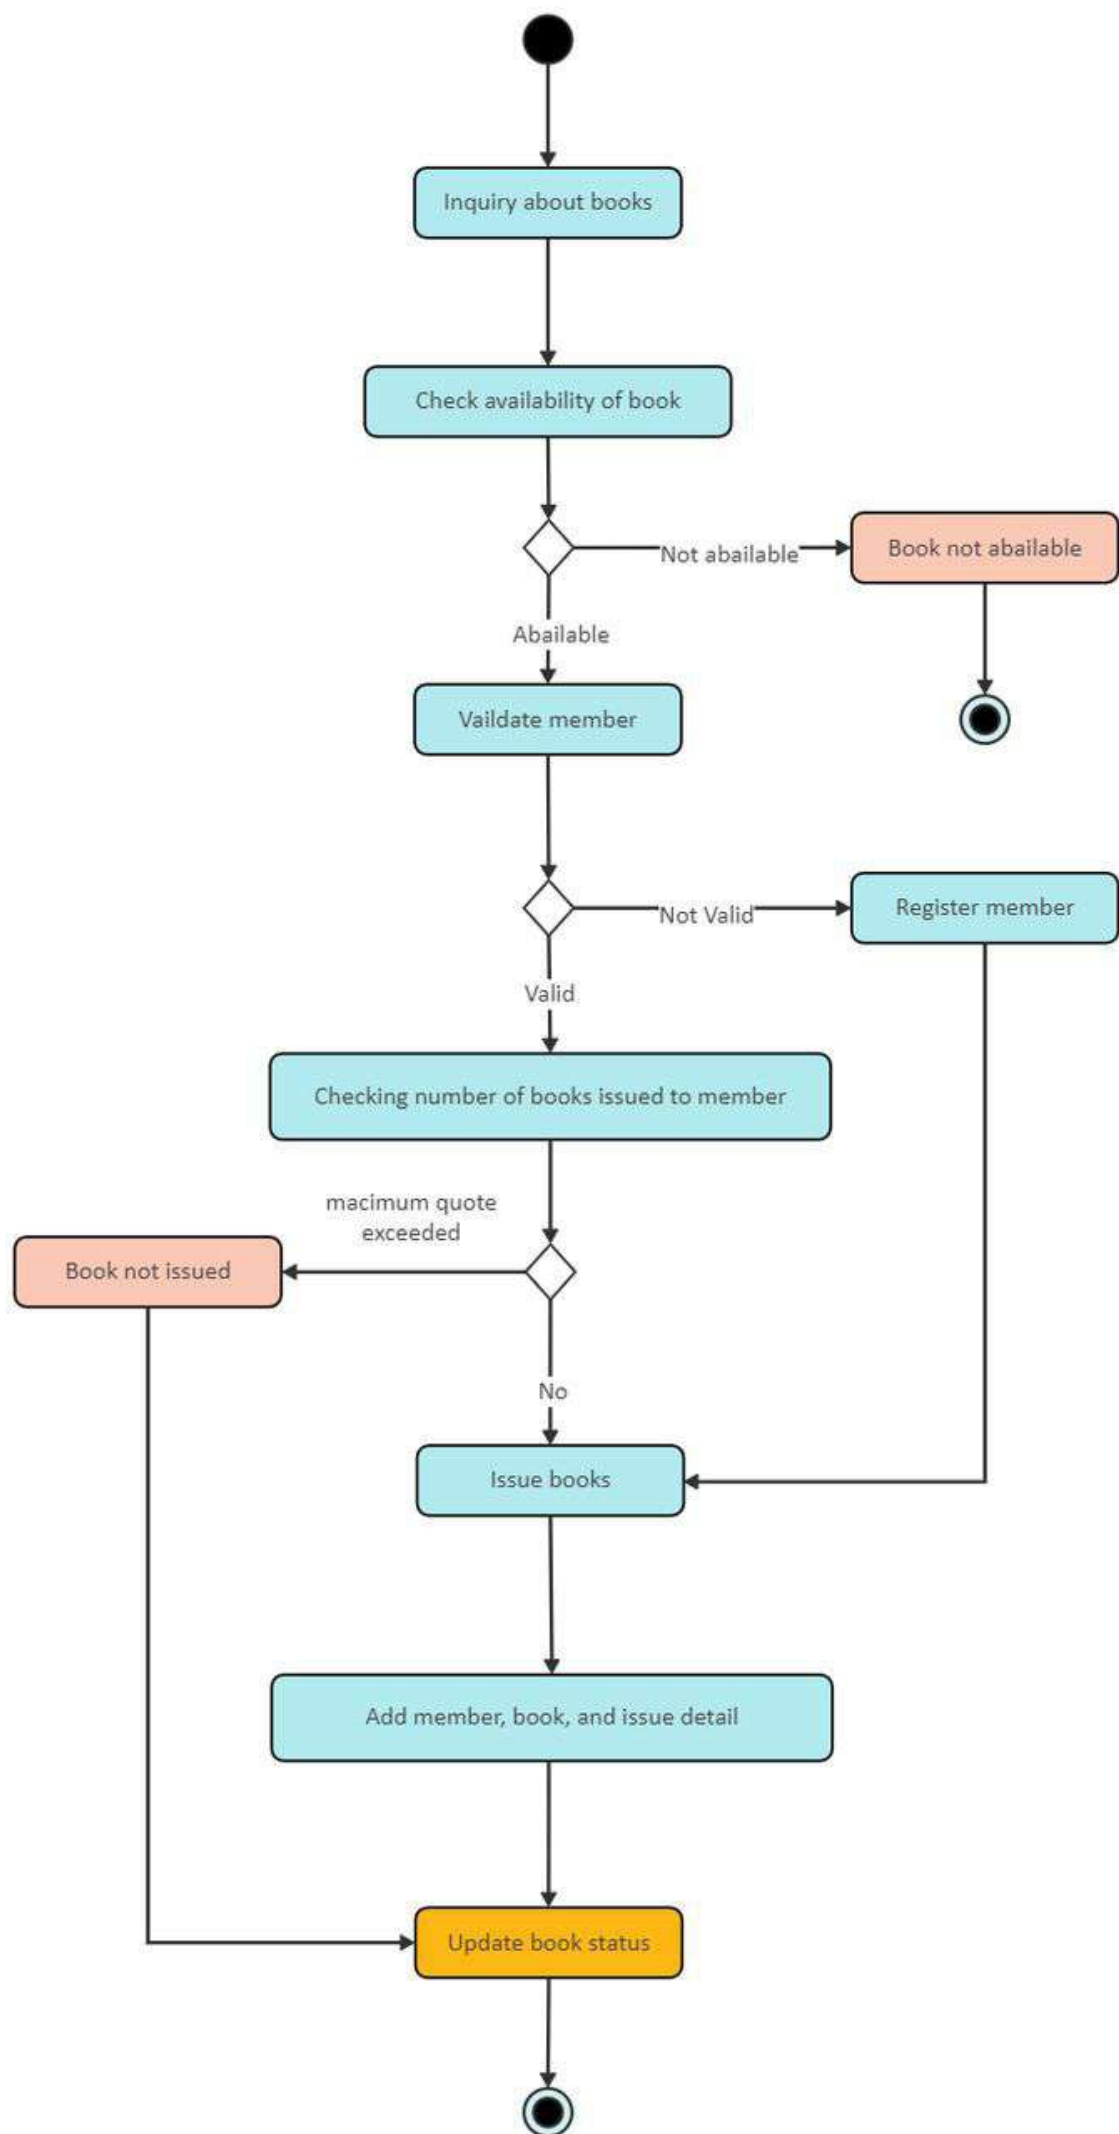 Inquiry about books
Check availability of book
Not abailable
Book not abailable
Abailable
Vaildate member
Not Valid
Register member
Valid
Checking number of books issued to member
macimum quote
exceeded
Book not issued
No
Issue books
Add member, book, and issue detail
Update book status